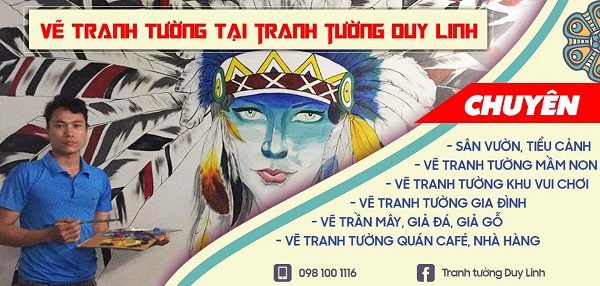 VẼ TRANH TƯỜNG TẠI TRANH TƯỜNG DUY LINH
CHUYÊN
- SÂN VƯỜN, TIỂU CẢNH
- VẼ TRANH TƯỜNG MẦM NON
- VẼ TRANH TƯỜNG KHU VUI CHƠI
- VẼ TRANH TƯỜNG GIA ĐÌNH
- VẼ TRẦN MÂY, GIẢ ĐÁ, GIẢ GỖ
- VẼ TRANH TƯỜNG QUÁN CAFÉ, NHÀ HÀNG
098 100 1116
Tranh tường Duy Linh